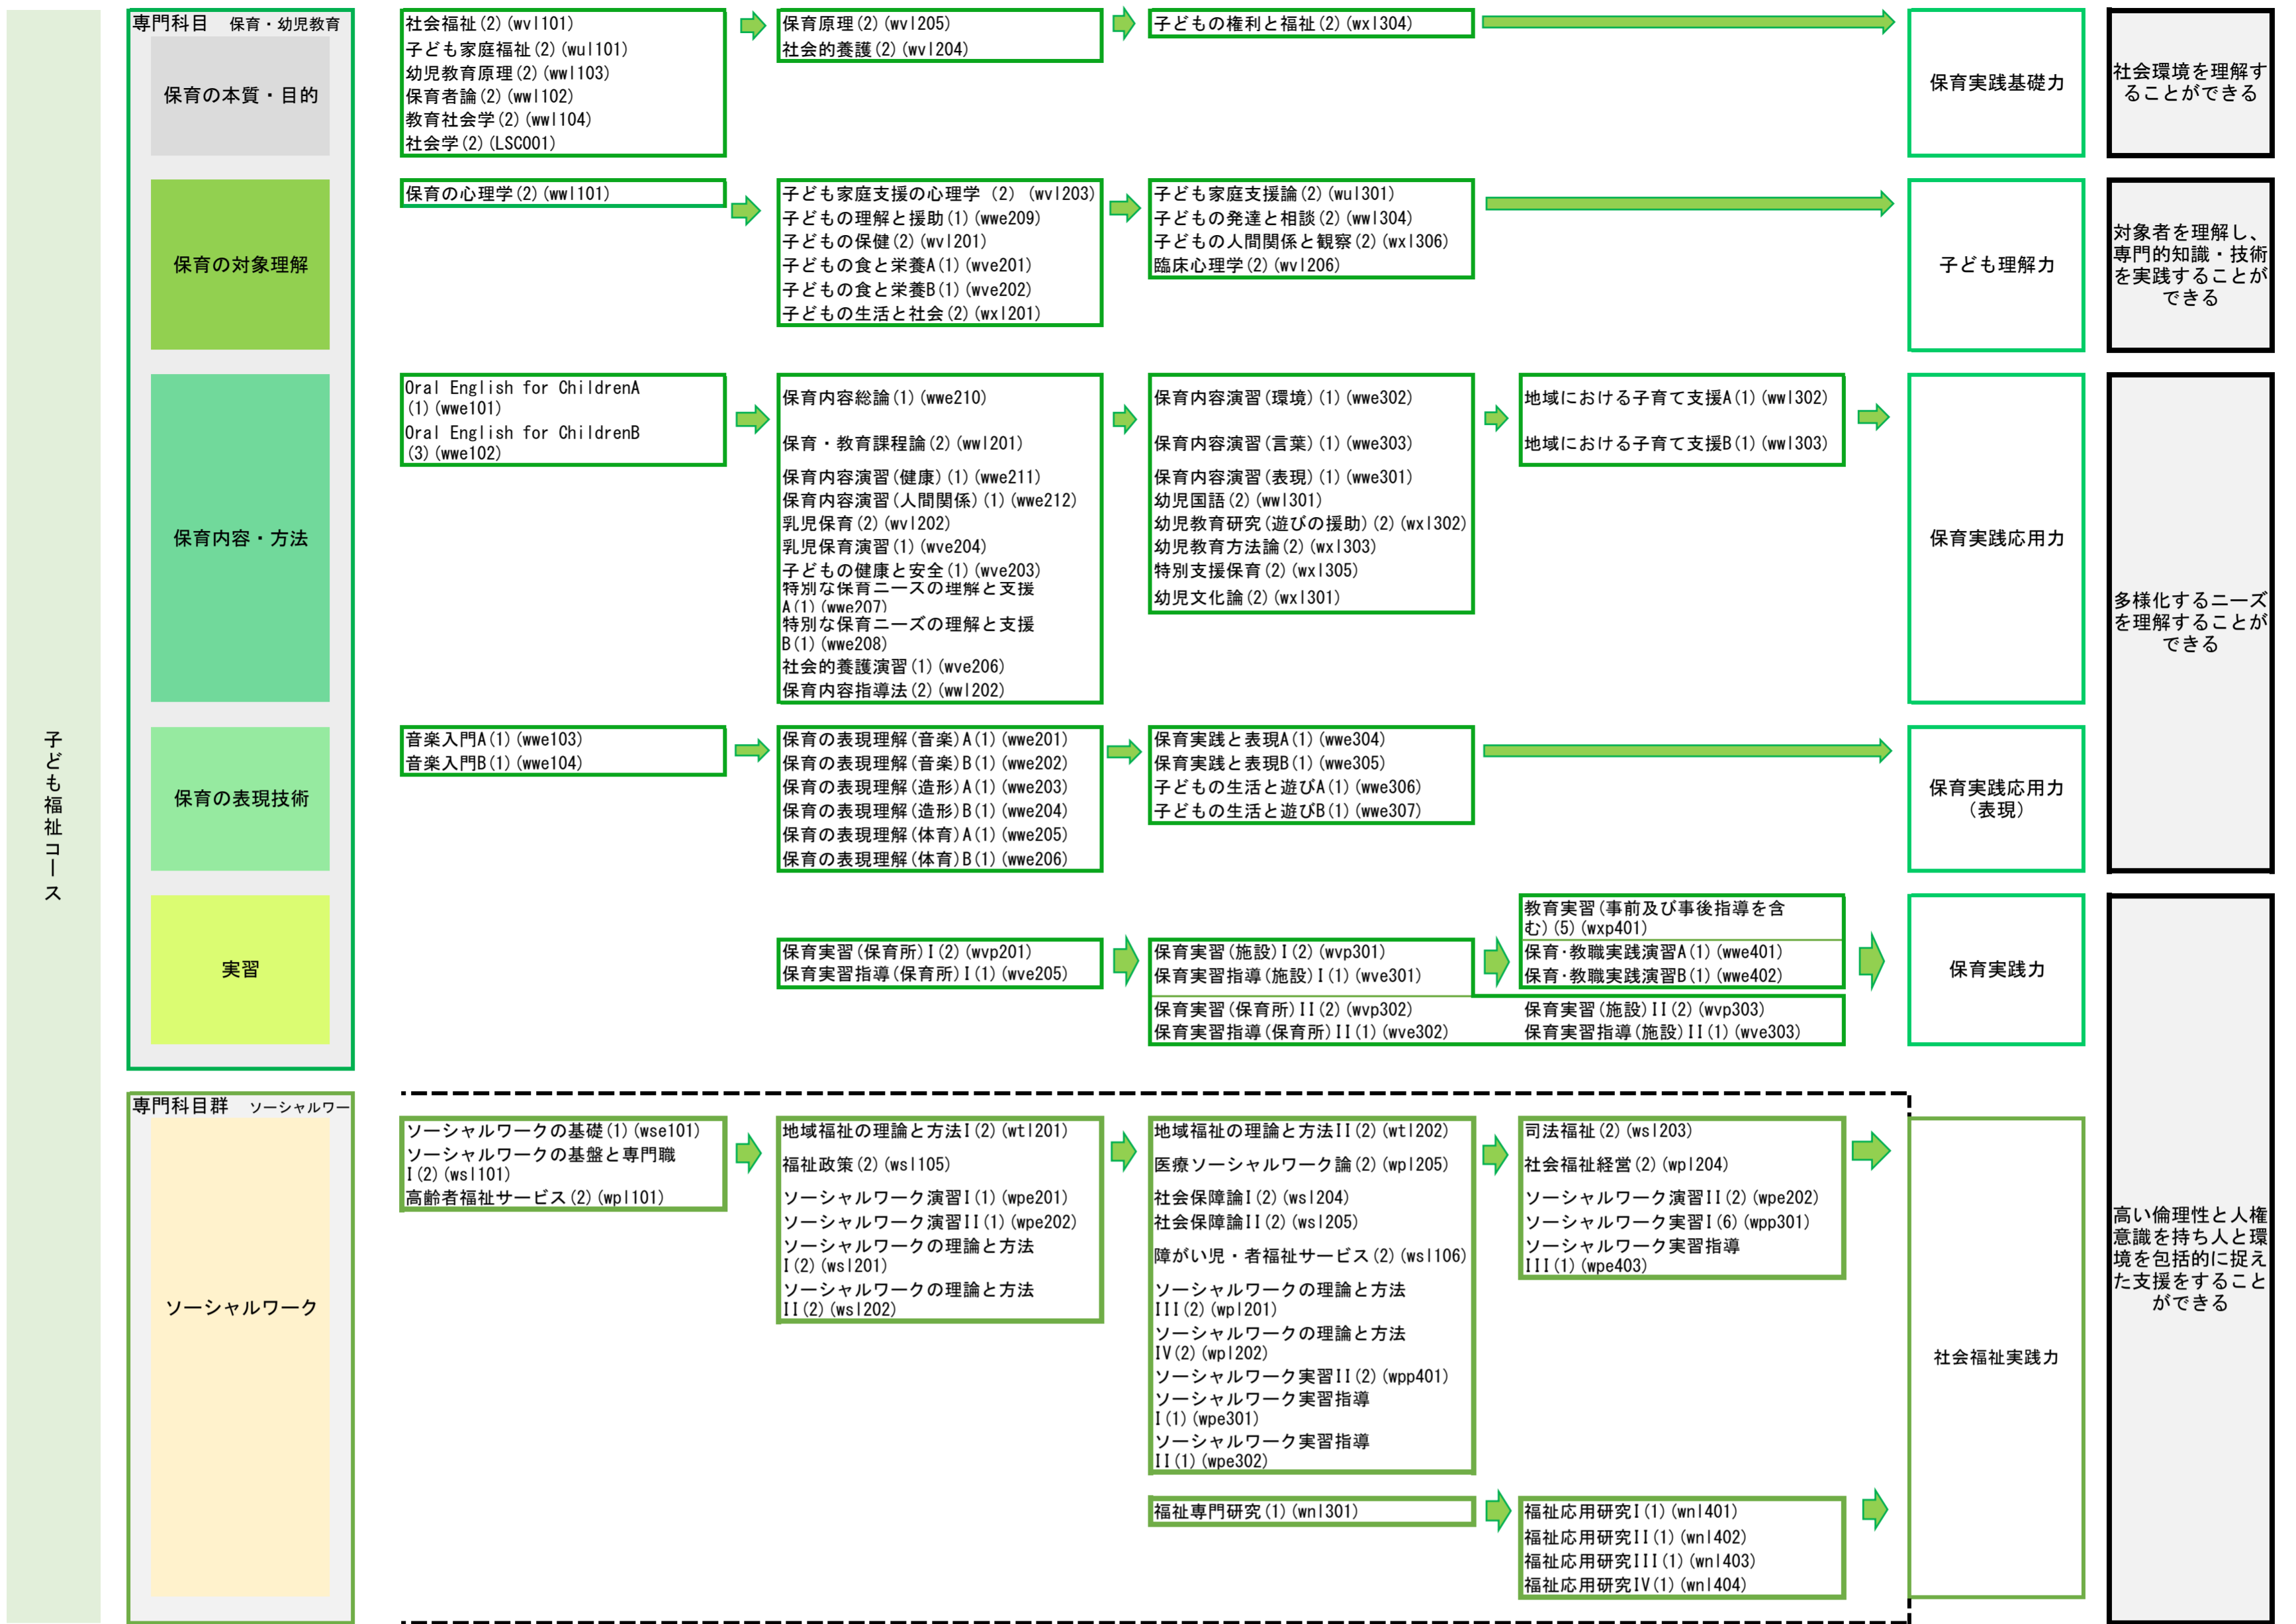 子ども福祉コース
専門科目 保育・幼児教育
保育の本質・目的
社会福祉(2)(wvl101)
子ども家庭福祉(2)(wul101)
幼児教育原理(2)(wwl103)
保育者論(2)(wwl102)
教育社会学(2)(wwl104)
社会学(2)(LSC001)
保育原理(2)(wvl205)
社会的養護(2)(wvl204)
子どもの権利と福祉(2)(wxl304)
保育実践基礎力
社会環境を理解す
ることができる
保育の対象理解
保育の心理学(2)(wwl101)
子ども家庭支援の心理学 (2) (wvl203)
子どもの理解と援助(1)(wwe209)
子どもの保健(2)(wvl201)
子どもの食と栄養A(1)(wve201)
子どもの食と栄養B(1)(wve202)
子どもの生活と社会(2)(wxl201)
子ども家庭支援論(2)(wul301)
子どもの発達と相談(2)(wwl304)
子どもの人間関係と観察(2)(wxl306)
臨床心理学(2)(wvl206)
子ども理解力
対象者を理解し、
専門的知識・技術
を実践することが
できる
保育内容・方法
Oral English for ChildrenA
(1)(wwe101)
Oral English for ChildrenB
(3)(wwe102)
保育内容総論(1)(wwe210)
保育・教育課程論(2)(wwl201)
保育内容演習(健康)(1)(wwe211)
保育内容演習(人間関係)(1)(wwe212)
乳児保育(2)(wvl202)
乳児保育演習(1)(wve204)
子どもの健康と安全(1)(wve203)
特別な保育ニーズの理解と支援
A(1)(wwe207)
特別な保育ニーズの理解と支援
B(1)(wwe208)
社会的養護演習(1)(wve206)
保育内容指導法(2)(wwl202)
保育内容演習(環境)(1)(wwe302)
保育内容演習(言葉)(1)(wwe303)
保育内容演習(表現)(1)(wwe301)
幼児国語(2)(wwl301)
幼児教育研究(遊びの援助)(2)(wxl302)
幼児教育方法論(2)(wxl303)
特別支援保育(2)(wxl305)
幼児文化論(2)(wxl301)
地域における子育て支援A(1)(wwl302)
地域における子育て支援B(1)(wwl303)
保育実践応用力
多様化するニーズ
を理解することが
できる
保育の表現技術
音楽入門A(1)(wwe103)
音楽入門B(1)(wwe104)
保育の表現理解(音楽)A(1)(wwe201)
保育の表現理解(音楽)B(1)(wwe202)
保育の表現理解(造形)A(1)(wwe203)
保育の表現理解(造形)B(1)(wwe204)
保育の表現理解(体育)A(1)(wwe205)
保育の表現理解(体育)B(1)(wwe206)
保育実践と表現A(1)(wwe304)
保育実践と表現B(1)(wwe305)
子どもの生活と遊びA(1)(wwe306)
子どもの生活と遊びB(1)(wwe307)
保育実践応用力
(表現)
実習
保育実習(保育所)I(2)(wvp201)
保育実習指導(保育所)I(1)(wve205)
保育実習(施設)I(2)(wvp301)
保育実習指導(施設)I(1)(wve301)
保育実習(保育所)II(2)(wvp302)
保育実習指導(保育所)II(1)(wve302)
教育実習(事前及び事後指導を含
む)(5)(wxp401)
保育・教職実践演習A(1)(wwe401)
保育・教職実践演習B(1)(wwe402)
保育実習(施設)II(2)(wvp303)
保育実習指導(施設)II(1)(wve303)
保育実践力
高い倫理性と人権
意識を持ち人と環
境を包括的に捉え
た支援をすること
ができる
専門科目群 ソーシャルワー
ソーシャルワーク
ソーシャルワークの基礎(1)(wse101)
ソーシャルワークの基盤と専門職
I(2)(wsl101)
高齢者福祉サービス(2)(wpl101)
地域福祉の理論と方法I(2)(wtl201)
福祉政策(2)(wsl105)
ソーシャルワーク演習I(1)(wpe201)
ソーシャルワーク演習II(1)(wpe202)
ソーシャルワークの理論と方法
I(2)(wsl201)
ソーシャルワークの理論と方法
II(2)(wsl202)
地域福祉の理論と方法II(2)(wtl202)
医療ソーシャルワーク論(2)(wpl205)
社会保障論I(2)(wsl204)
社会保障論II(2)(wsl205)
障がい児・者福祉サービス(2)(wsl106)
ソーシャルワークの理論と方法
III(2)(wpl201)
ソーシャルワークの理論と方法
IV(2)(wpl202)
ソーシャルワーク実習II(2)(wpp401)
ソーシャルワーク実習指導
I(1)(wpe301)
ソーシャルワーク実習指導
II(1)(wpe302)
司法福祉(2)(wsl203)
社会福祉経営(2)(wpl204)
ソーシャルワーク演習II(2)(wpe202)
ソーシャルワーク実習I(6)(wpp301)
ソーシャルワーク実習指導
III(1)(wpe403)
福祉専門研究(1)(wnl301)
福祉応用研究I(1)(wnl401)
福祉応用研究II(1)(wnl402)
福祉応用研究III(1)(wnl403)
福祉応用研究IV(1)(wnl404)
社会福祉実践力